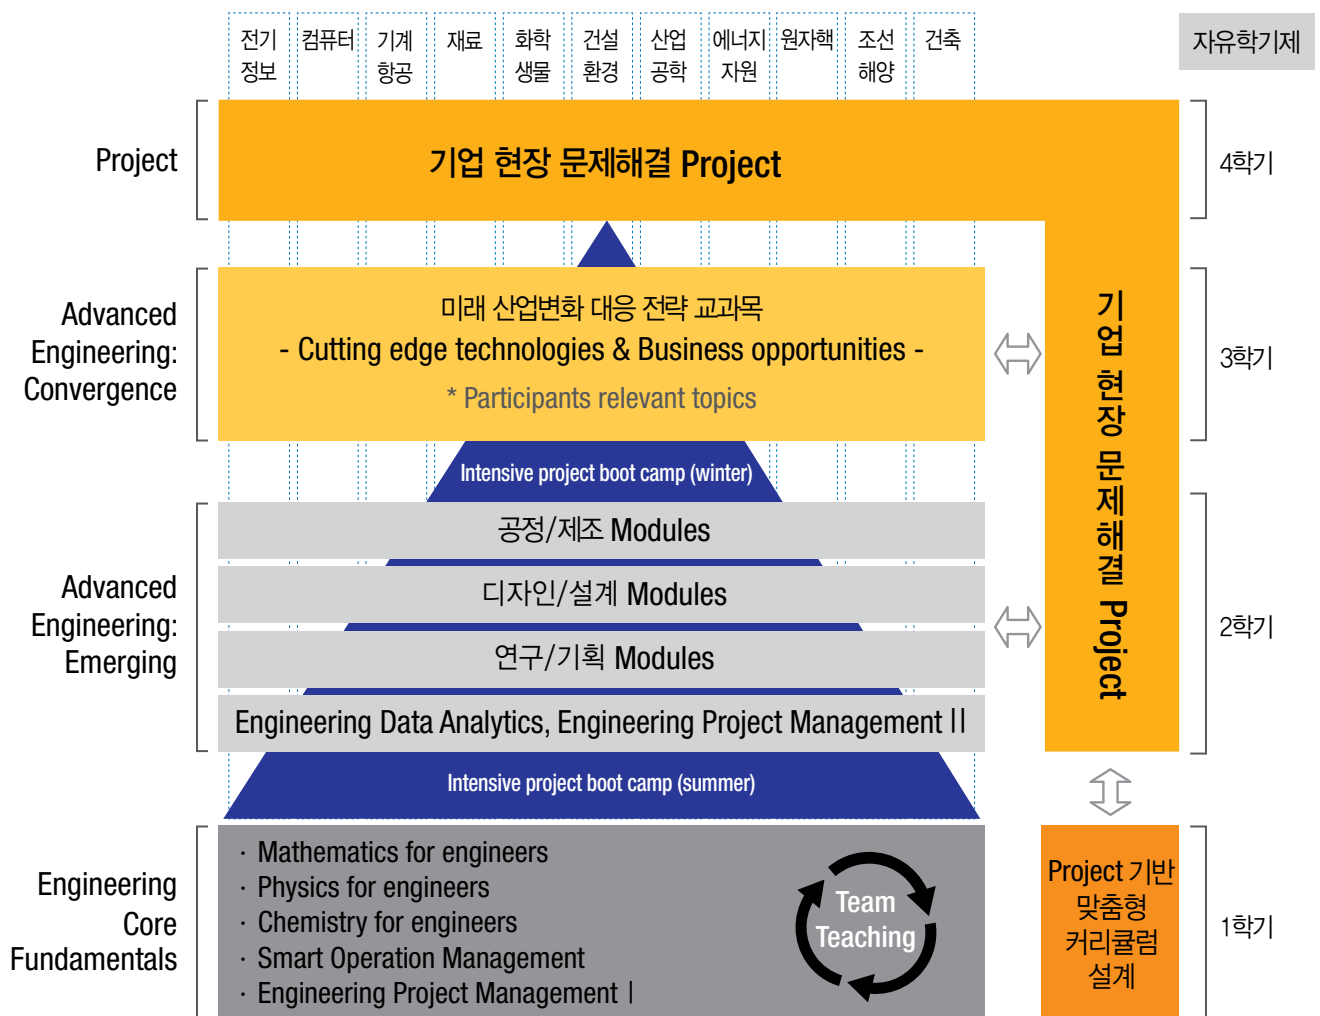 전기
정보
컴퓨터
기계
항공
재료
화학
생물
건설
환경
산업
공학
에너지
자원
원자핵
조선
해양
건축
자유학기제
Project
기업 현장 문제해결 Project
4학기
Advanced
Engineering:
Convergence
미래 산업변화 대응 전략 교과목
- Cutting edge technologies & Business opportunities -
* Participants relevant topics
기업 현장 문제해결 Project
3학기
Intensive project boot camp (winter)
Advanced
Engineering:
Emerging
공정/제조 Modules
디자인/설계 Modules
연구/기획 Modules
Engineering Data Analytics, Engineering Project Management II
2학기
Intensive project boot camp (summer)
Engineering
Core
Fundamentals
· Mathematics for engineers
· Physics for engineers
· Chemistry for engineers
· Smart Operation Management
· Engineering Project Management I
Team
Teaching
Project 기반
맞춤형
커리큘럼
설계
1학기